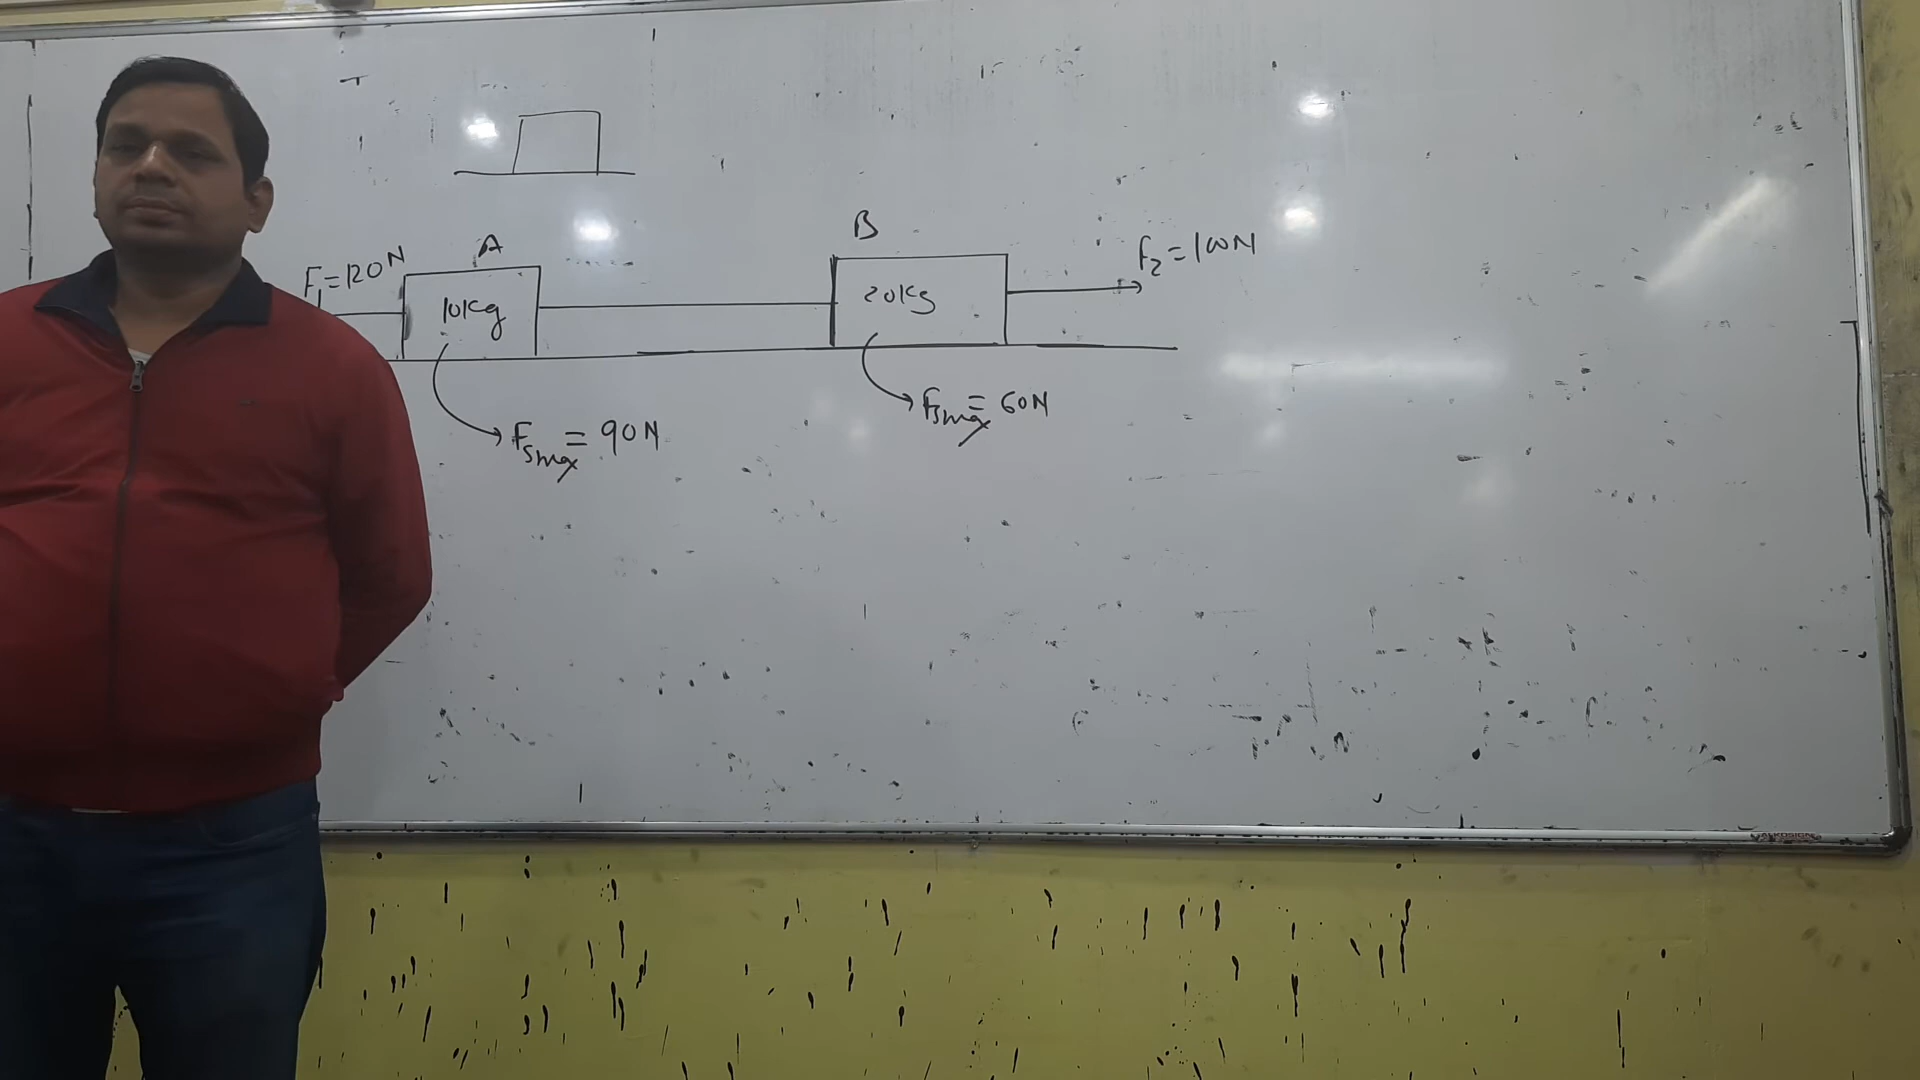 B
A
F₁=120N
F₂=100N
10Kg
20Kg
Fsmax = 60N
Fsmax = 90N